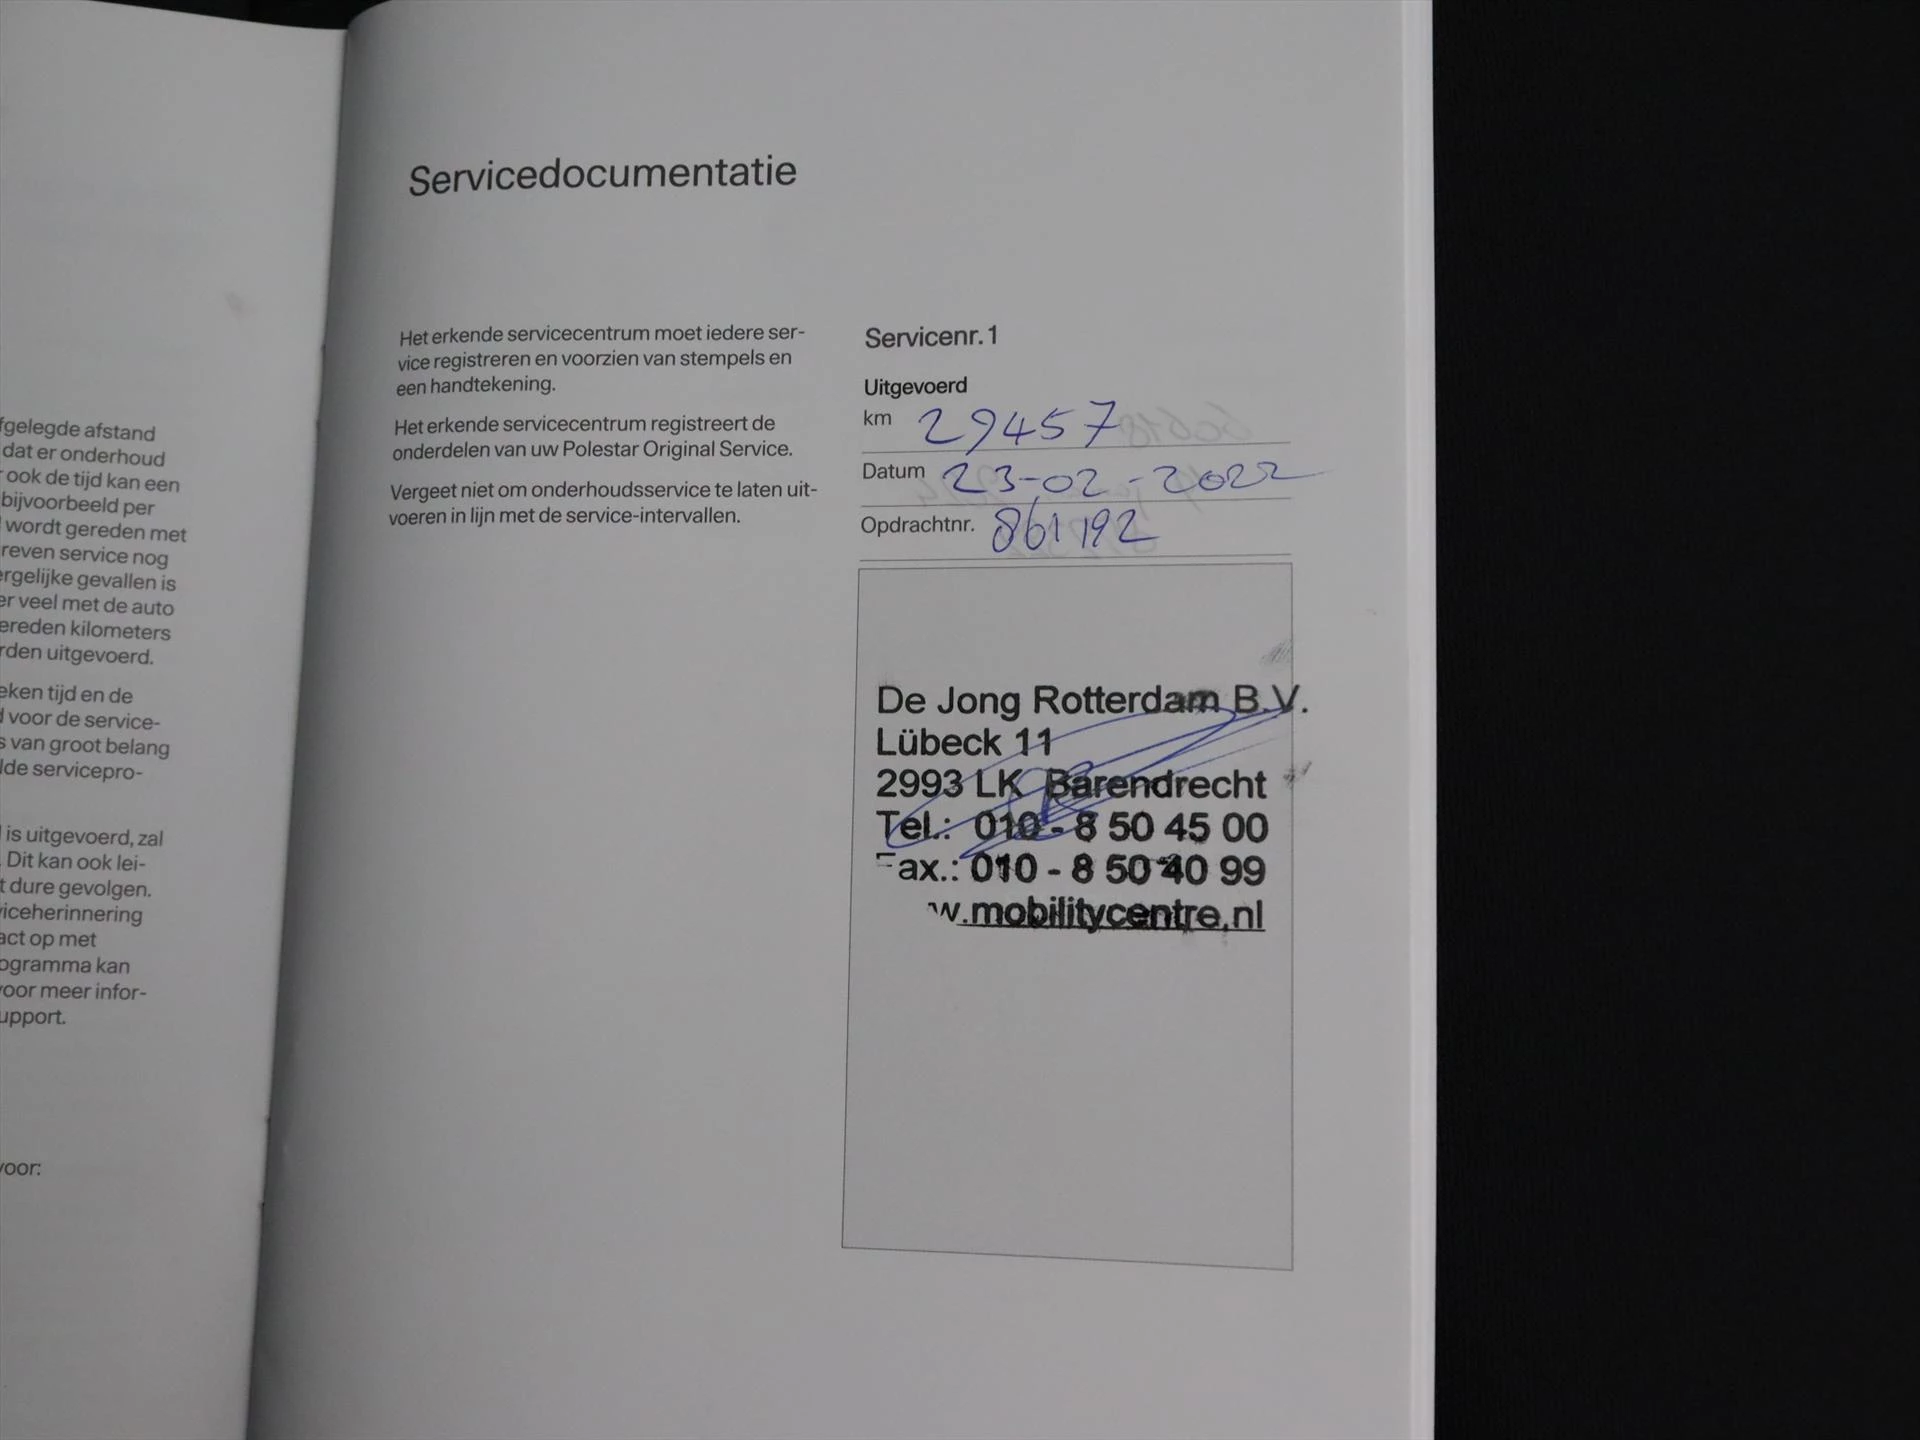 fgelegde afstand
dat er onderhoud
ook de tijd kan een
bijvoorbeeld per
wordt gereden met
reven service nog
ergelijke gevallen is
er veel met de auto
ereden kilometers
rden uitgevoerd.
eken tijd en de
voor de service-
s van groot belang
lde servicepro-
is uitgevoerd, zal
Dit kan ook lei-
t dure gevolgen.
viceherinnering
act op met
ogramma kan
voor meer infor-
upport.
voor:
Servicedocumentatie
Het erkende servicecentrum moet iedere ser-
vice registreren en voorzien van stempels en
een handtekening.
Het erkende servicecentrum registreert de
onderdelen van uw Polestar Original Service.
Vergeet niet om onderhoudsservice te laten uit-
voeren in lijn met de service-intervallen.
Servicenr. 1
Uitgevoerd
km 29457
Datum 23-02-2022
Opdrachtnr. 861192
De Jong Rotterdam B.V.
Lübeck 11
2993 LK Barendrecht
Tel.: 010 - 8 50 45 00
Fax.: 010 - 8 50 40 99
w.mobilitycentre.nl